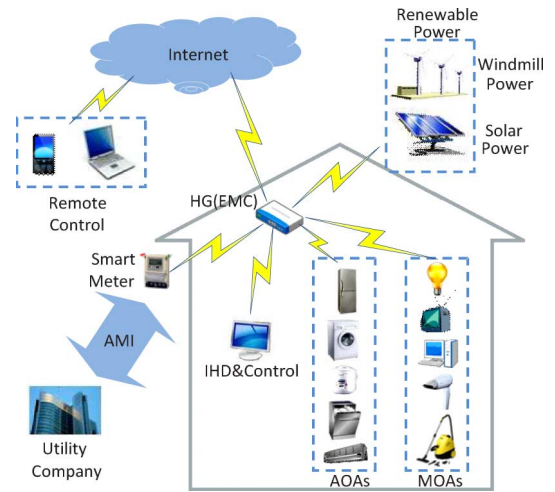 Renewable
Power
Internet
Windmill
Power
Solar
Power
Remote
Control
HG(EMC)
Smart
Meter
AMI
IHD&Control
Utility
Company
AOAs
MOAs